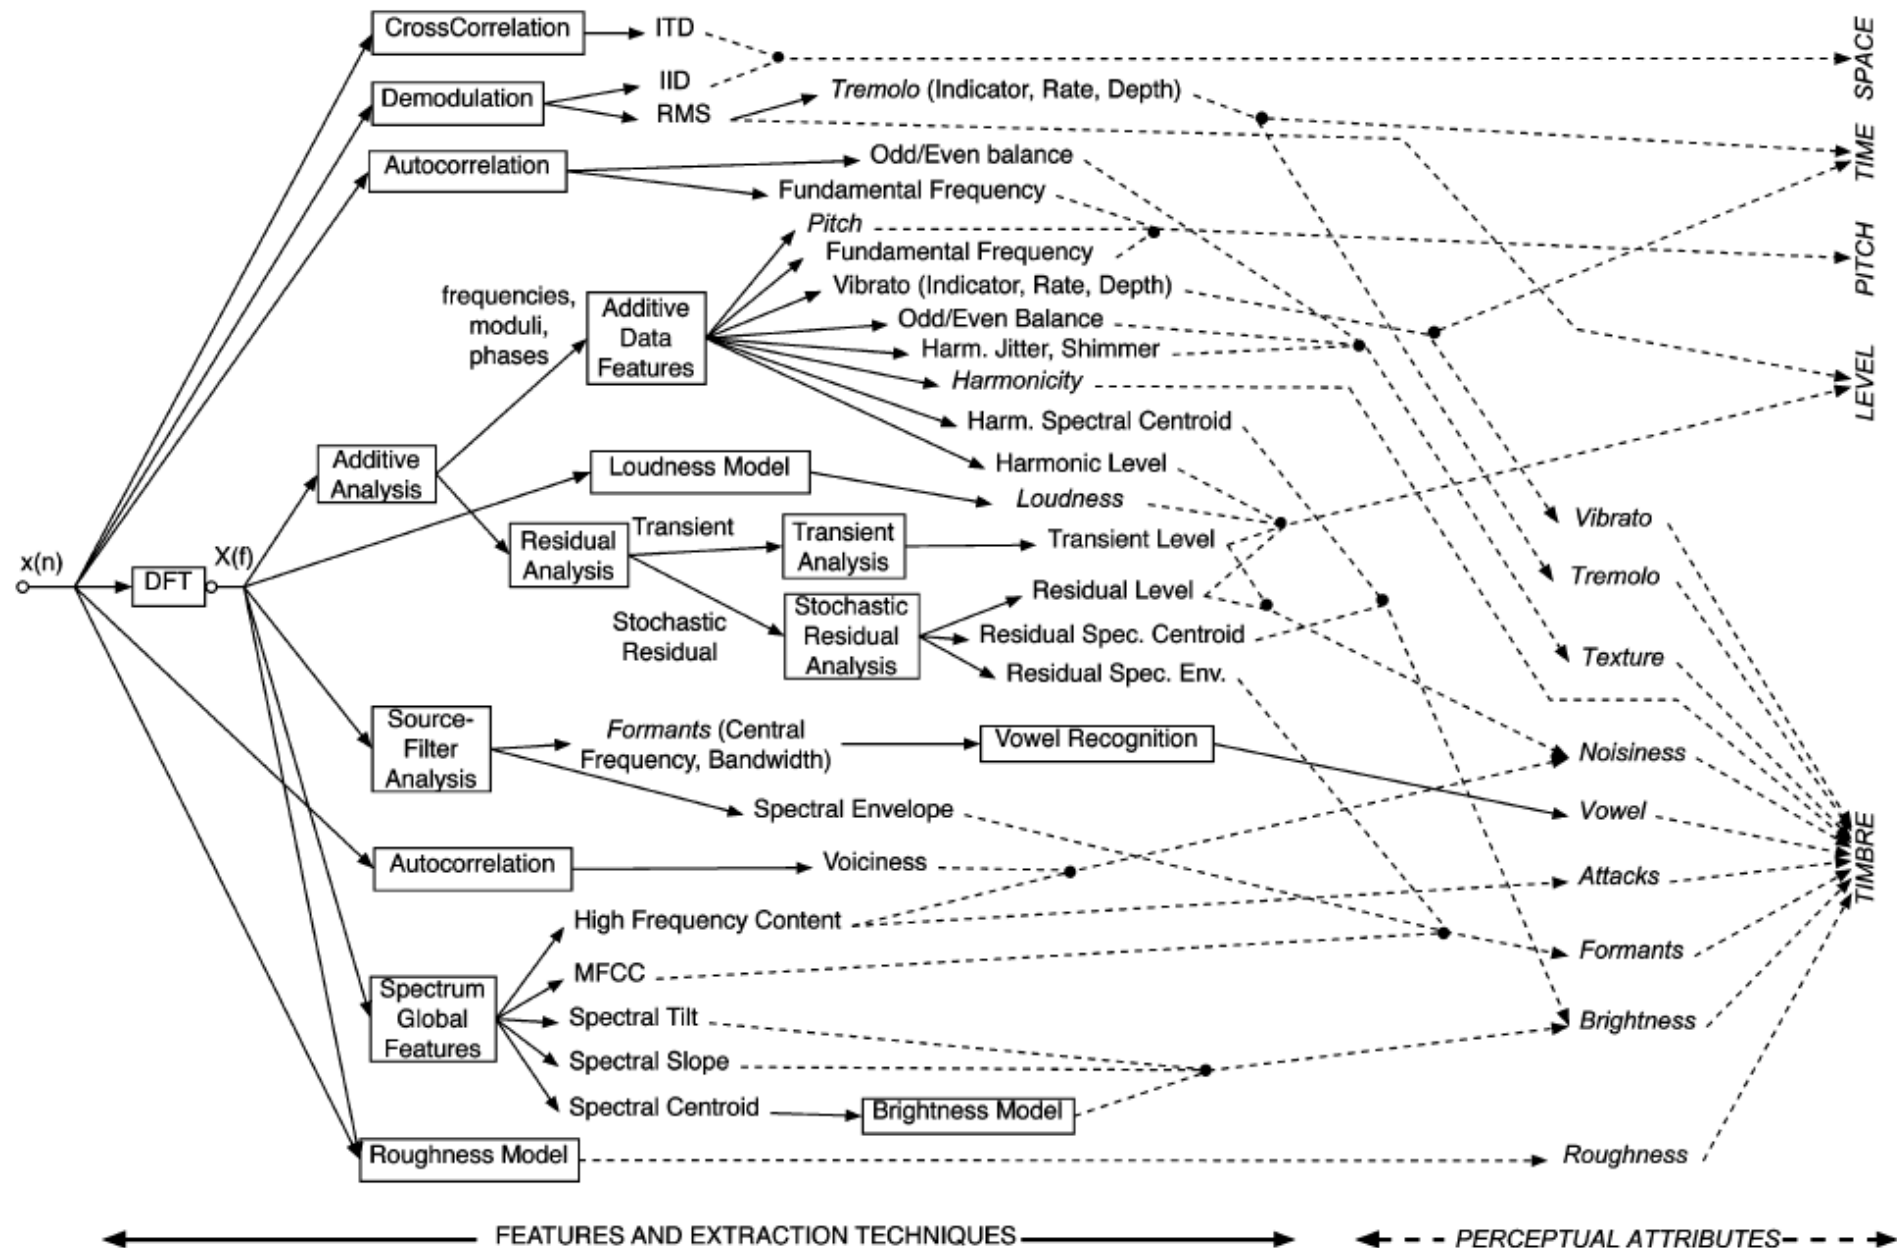 CrossCorrelation
ITD
SPACE
Demodulation
IID
RMS
Tremolo (Indicator, Rate, Depth)
TIME
Autocorrelation
Odd/Even balance
Fundamental Frequency
Pitch
Fundamental Frequency
Vibrato (Indicator, Rate, Depth)
PITCH
frequencies,
moduli,
phases
Additive
Data
Features
Odd/Even Balance
Harm. Jitter, Shimmer
Harmonicity
LEVEL
Harm. Spectral Centroid
Harmonic Level
Additive
Analysis
Loudness Model
Loudness
Residual
Analysis
Transient
Transient
Analysis
Transient Level
Vibrato
x(n)
DFT
X(f)
Tremolo
Stochastic
Residual
Stochastic
Residual
Analysis
Residual Level
Residual Spec. Centroid
Residual Spec. Env.
Texture
Source-
Filter
Analysis
Formants (Central
Frequency, Bandwidth)
Vowel Recognition
Noisiness
Spectral Envelope
Vowel
Autocorrelation
Voiciness
Attacks
TIMBRE
High Frequency Content
MFCC
Formants
Spectrum
Global
Features
Spectral Tilt
Spectral Slope
Spectral Centroid
Brightness Model
Brightness
Roughness Model
Roughness
FEATURES AND EXTRACTION TECHNIQUES
PERCEPTUAL ATTRIBUTES